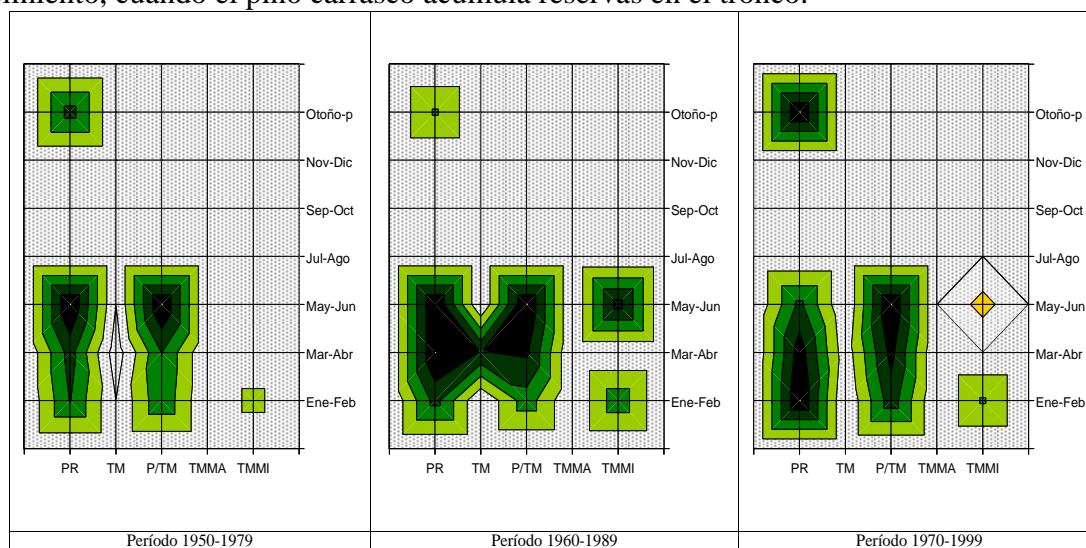 imiento, cuando el pino carrasco acumula reservas en el tronco.
Otoño-p
Nov-Dic
Sep-Oct
Jul-Ago
May-Jun
Mar-Abr
Ene-Feb
PR TM P/TM TMMA TMMI
Período 1950-1979
Otoño-p
Nov-Dic
Sep-Oct
Jul-Ago
May-Jun
Mar-Abr
Ene-Feb
PR TM P/TM TMMA TMMI
Período 1960-1989
Otoño-p
Nov-Dic
Sep-Oct
Jul-Ago
May-Jun
Mar-Abr
Ene-Feb
PR TM P/TM TMMA TMMI
Período 1970-1999